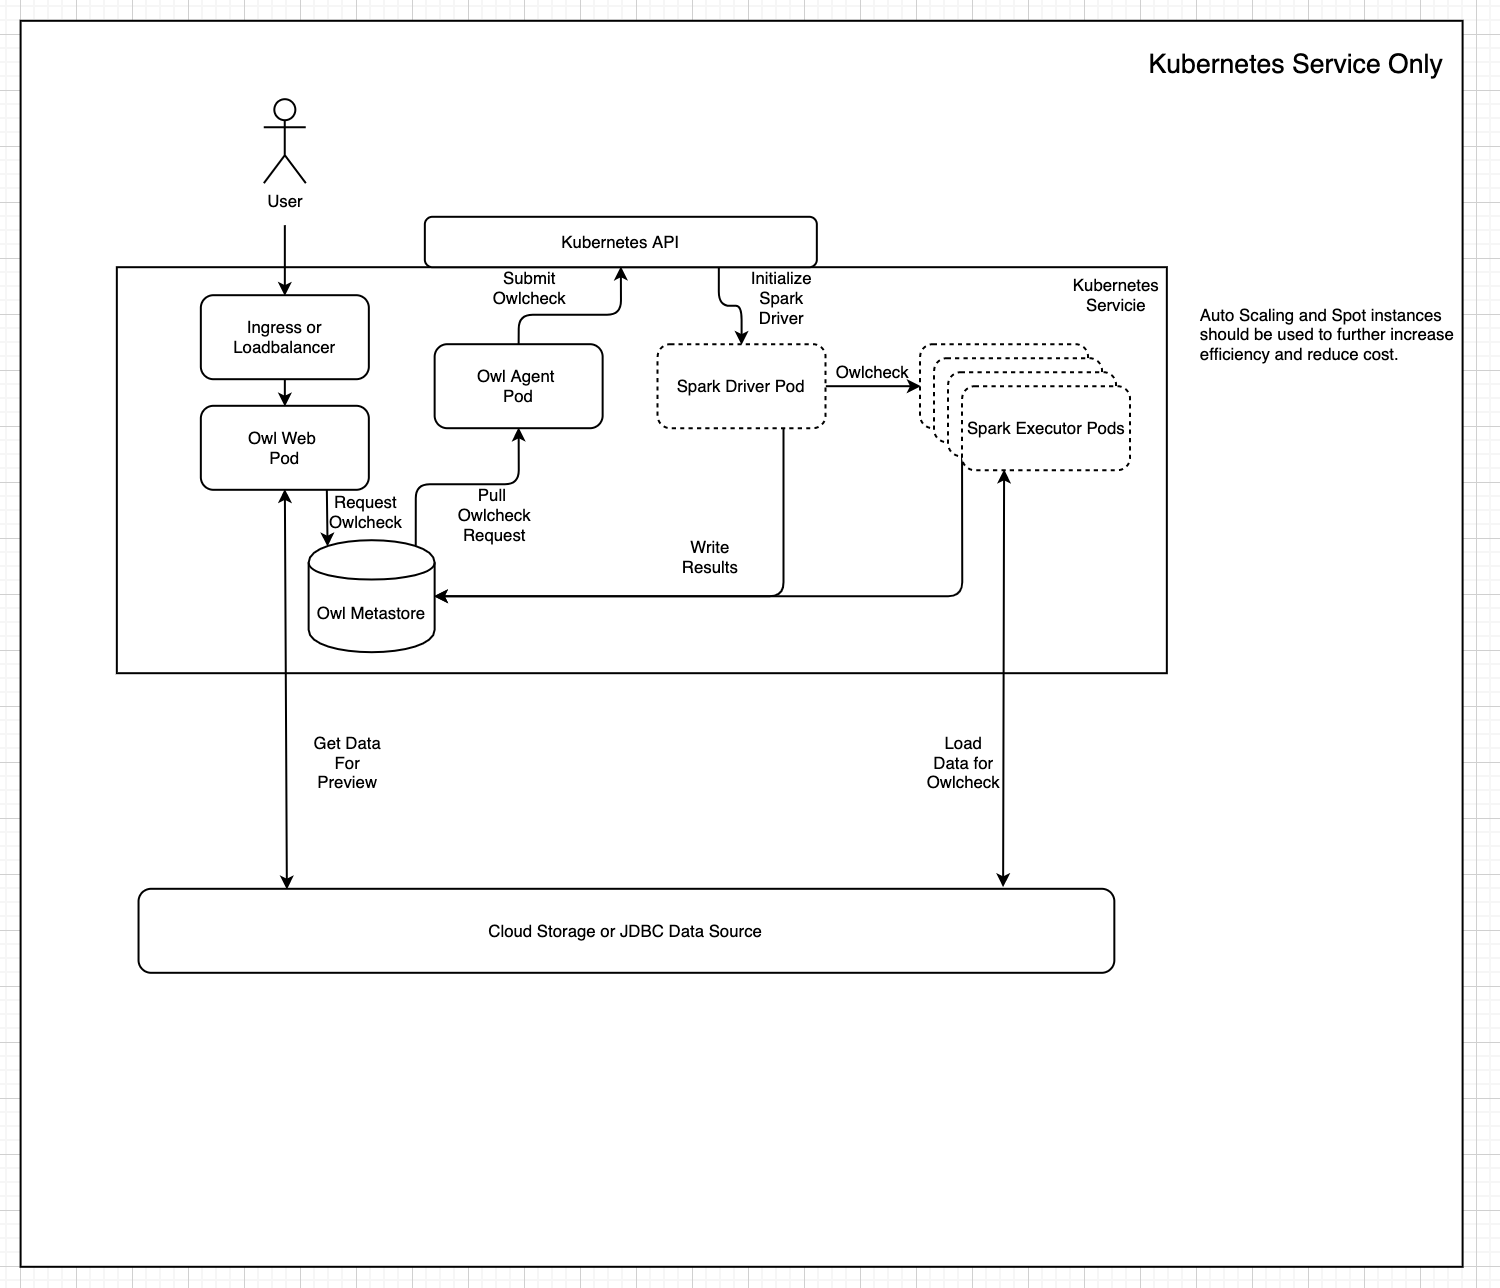 Kubernetes Service Only
User
Kubernetes API
Submit
Owlcheck
Initialize
Spark
Driver
Kubernetes
Servicie
Ingress or
Loadbalancer
Auto Scaling and Spot instances
should be used to further increase
efficiency and reduce cost.
Owl Agent
Pod
Spark Driver Pod
Owlcheck
Spark Executor Pods
Owl Web
Pod
Request
Owlcheck
Pull
Owlcheck
Request
Write
Results
Owl Metastore
Get Data
For
Preview
Load
Data for
Owlcheck
Cloud Storage or JDBC Data Source